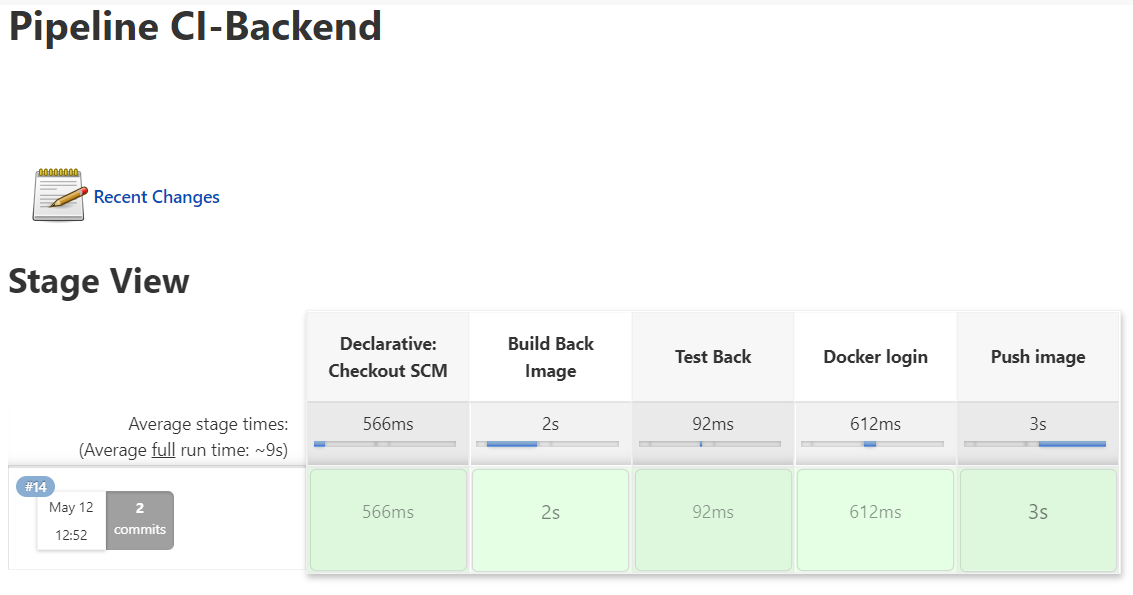 Pipeline CI-Backend
Recent Changes
Stage View
Declarative:
Checkout SCM
Build Back
Image
Test Back
Docker login
Push image
Average stage times:
(Average full run time: ~9s)
566ms
2s
92ms
612ms
3s
#14
May 12
12:52
2
commits
566ms
2s
92ms
612ms
3s